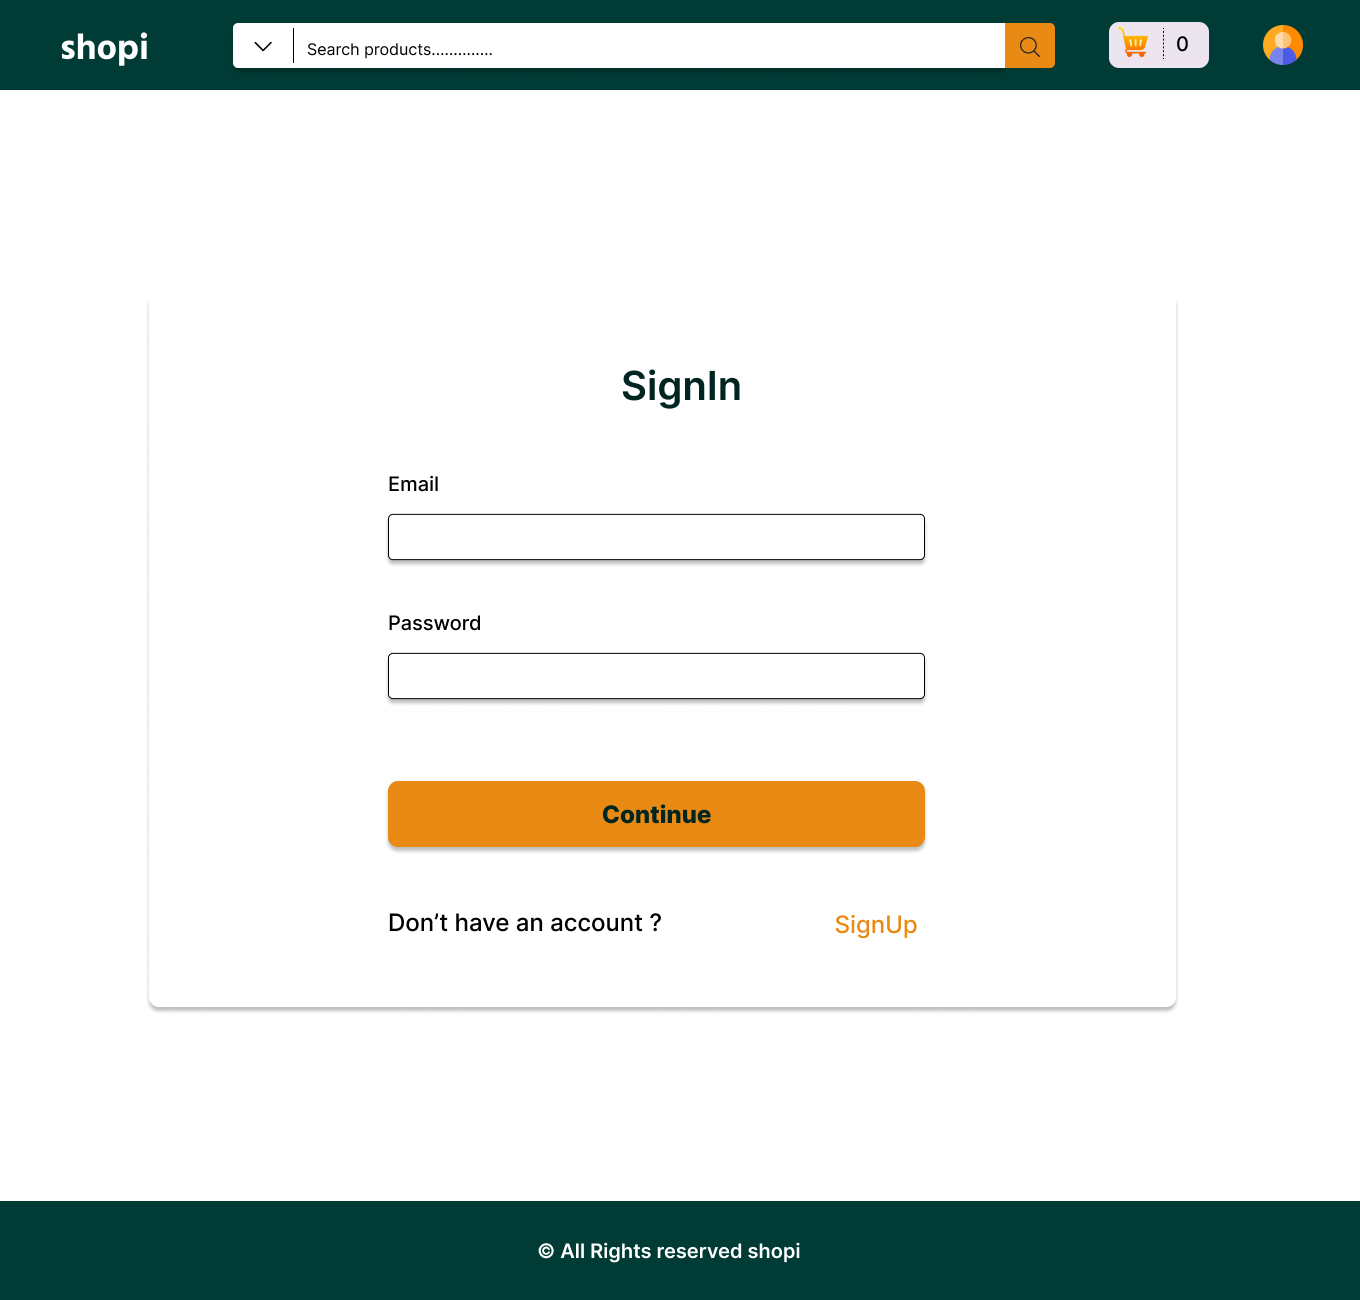 shopi
Search products..............
0
SignIn
Email
Password
Continue
Don’t have an account ?
SignUp
© All Rights reserved shopi